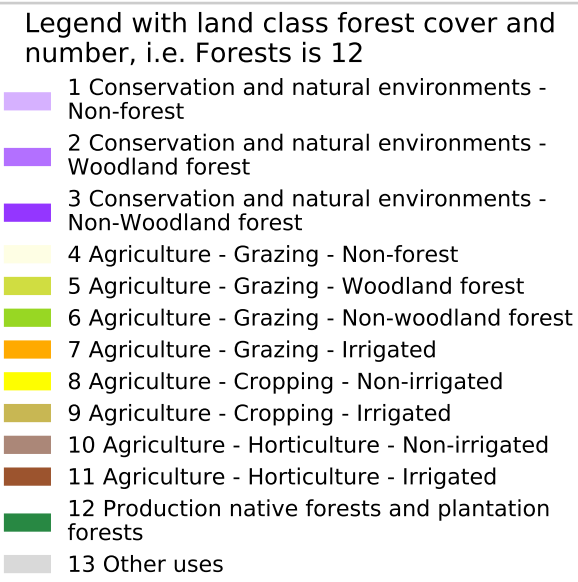 Legend with land class forest cover and
number, i.e. Forests is 12
1 Conservation and natural environments -
Non-forest
2 Conservation and natural environments -
Woodland forest
3 Conservation and natural environments -
Non-Woodland forest
4 Agriculture - Grazing - Non-forest
5 Agriculture - Grazing - Woodland forest
6 Agriculture - Grazing - Non-woodland forest
7 Agriculture - Grazing - Irrigated
8 Agriculture - Cropping - Non-irrigated
9 Agriculture - Cropping - Irrigated
10 Agriculture - Horticulture - Non-irrigated
11 Agriculture - Horticulture - Irrigated
12 Production native forests and plantation
forests
13 Other uses